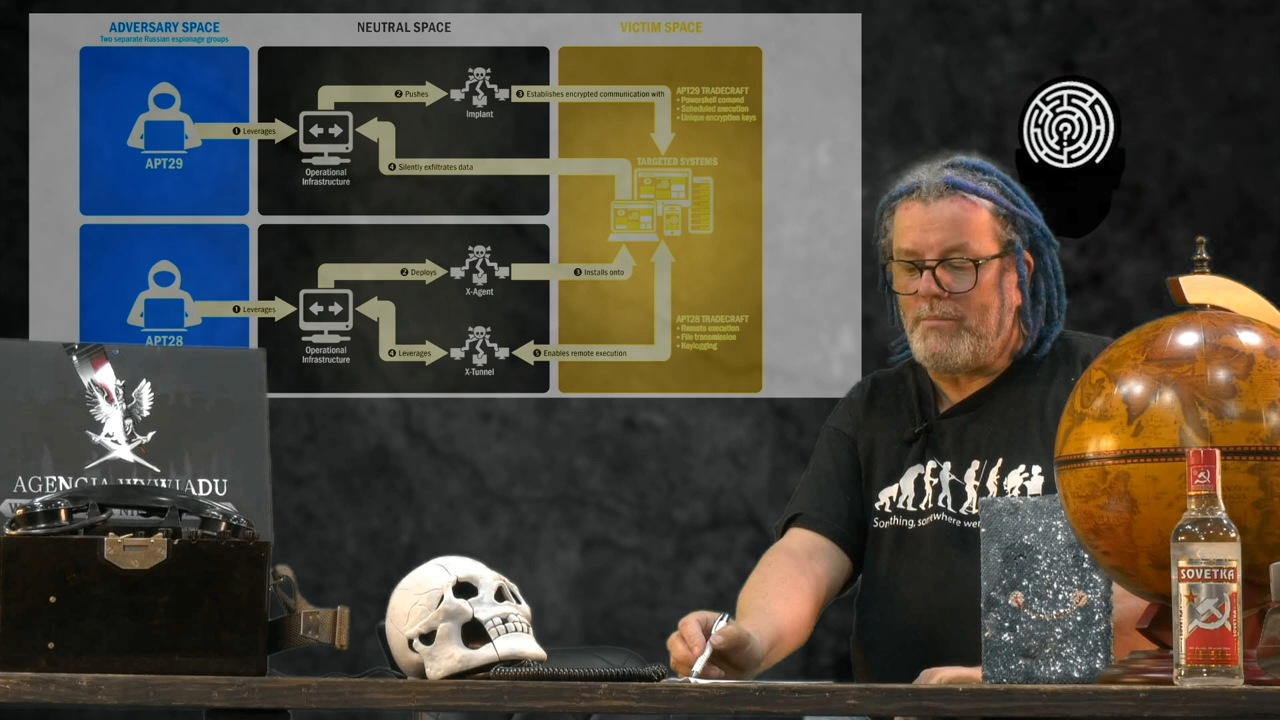 ADVERSARY SPACE
Two separate Russian espionage groups
NEUTRAL SPACE
VICTIM SPACE
APT29
1 Leverages
Operational
Infrastructure
2 Pushes
Implant
3 Establishes encrypted communication with
4 Silently exfiltrates data
APT29 TRADECRAFT
• Powershell comand
• Scheduled execution
• Unique encryption keys
TARGETED SYSTEMS
APT28
1 Leverages
Operational
Infrastructure
2 Deploys
X-Agent
3 Installs onto
4 Leverages
X-Tunnel
5 Enables remote execution
APT28 TRADECRAFT
• Remote execution
• File transmission
• Keylogging
AGENCJA WYWIADU
Something, somewhere
SOVETKA